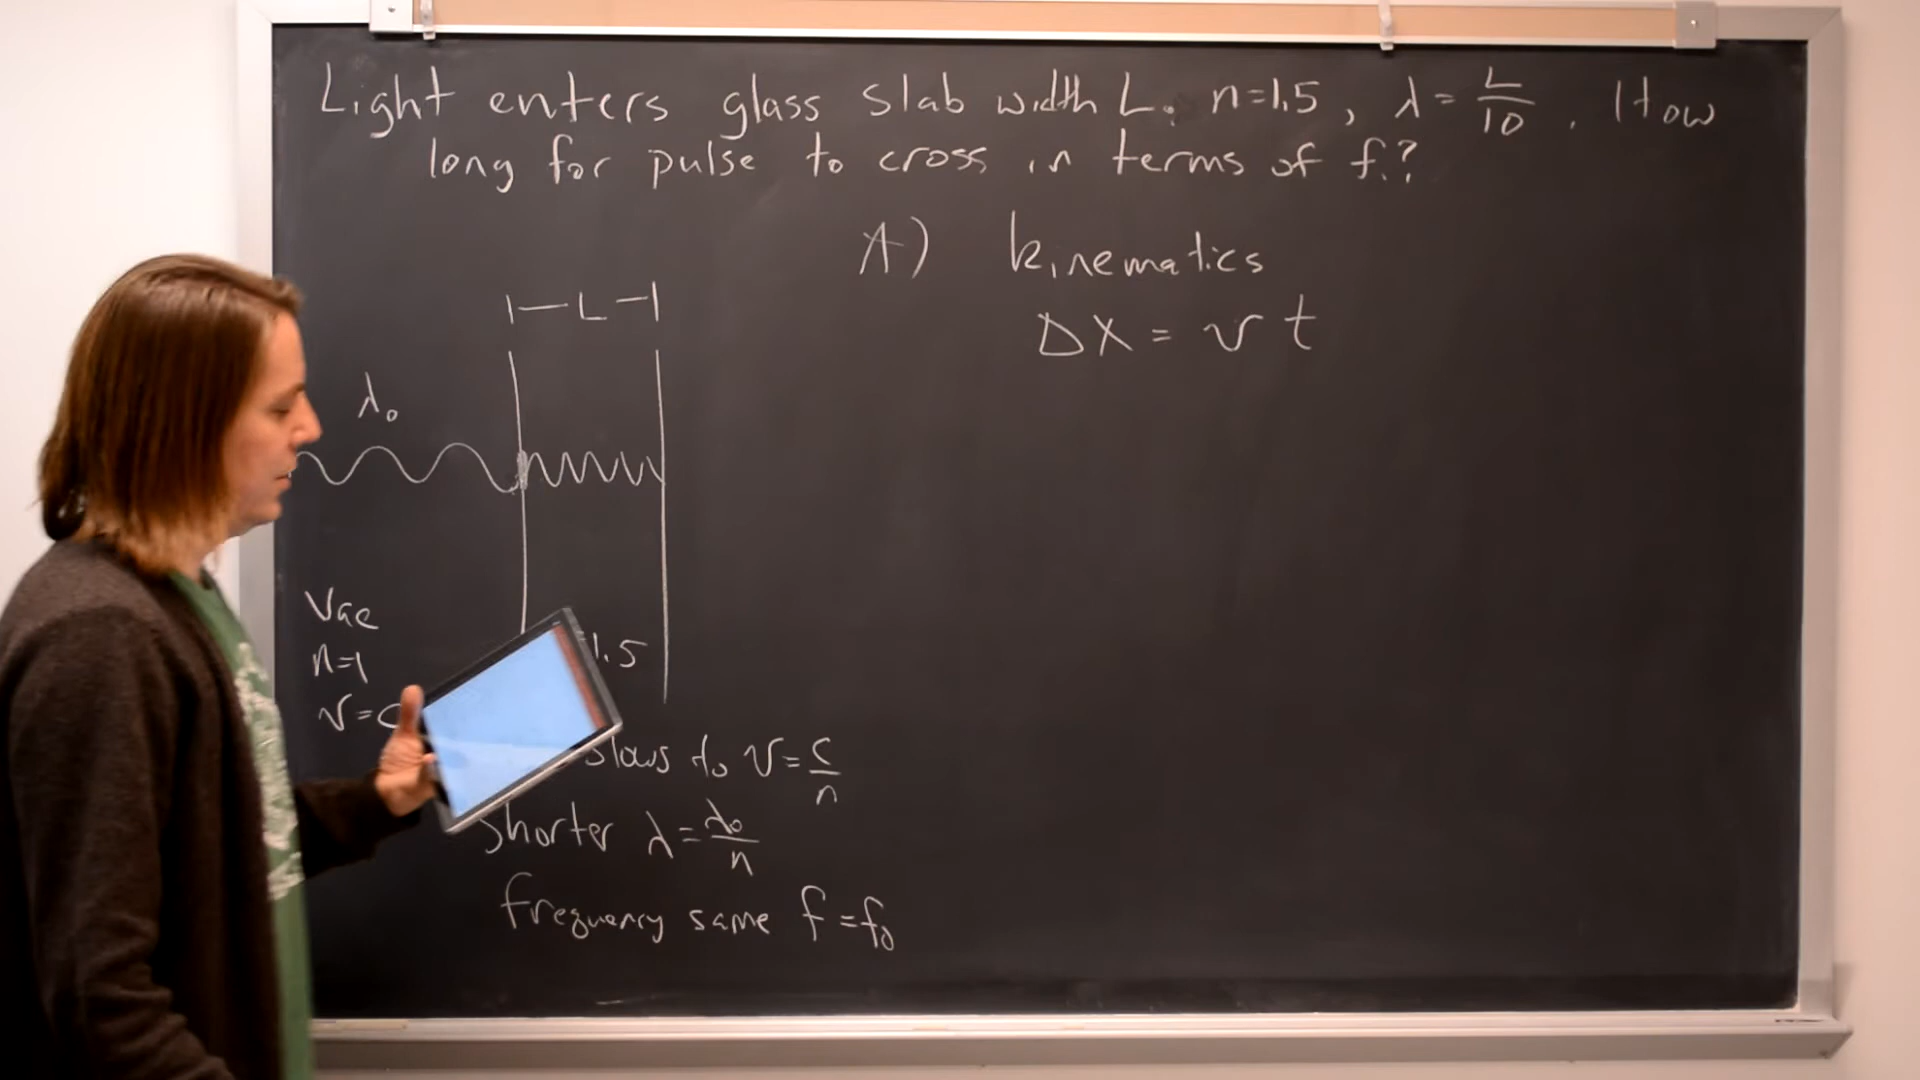 Light enters glass slab width L. n=1.5, λ=L/10. How
long for pulse to cross in terms of f.?
A) kinematics
Δx = v t
|— L —|
λ₀
Vac
n=1
v=c
1.5
slows to v=c/n
shorter λ=λ₀/n
frequency same f=f₀